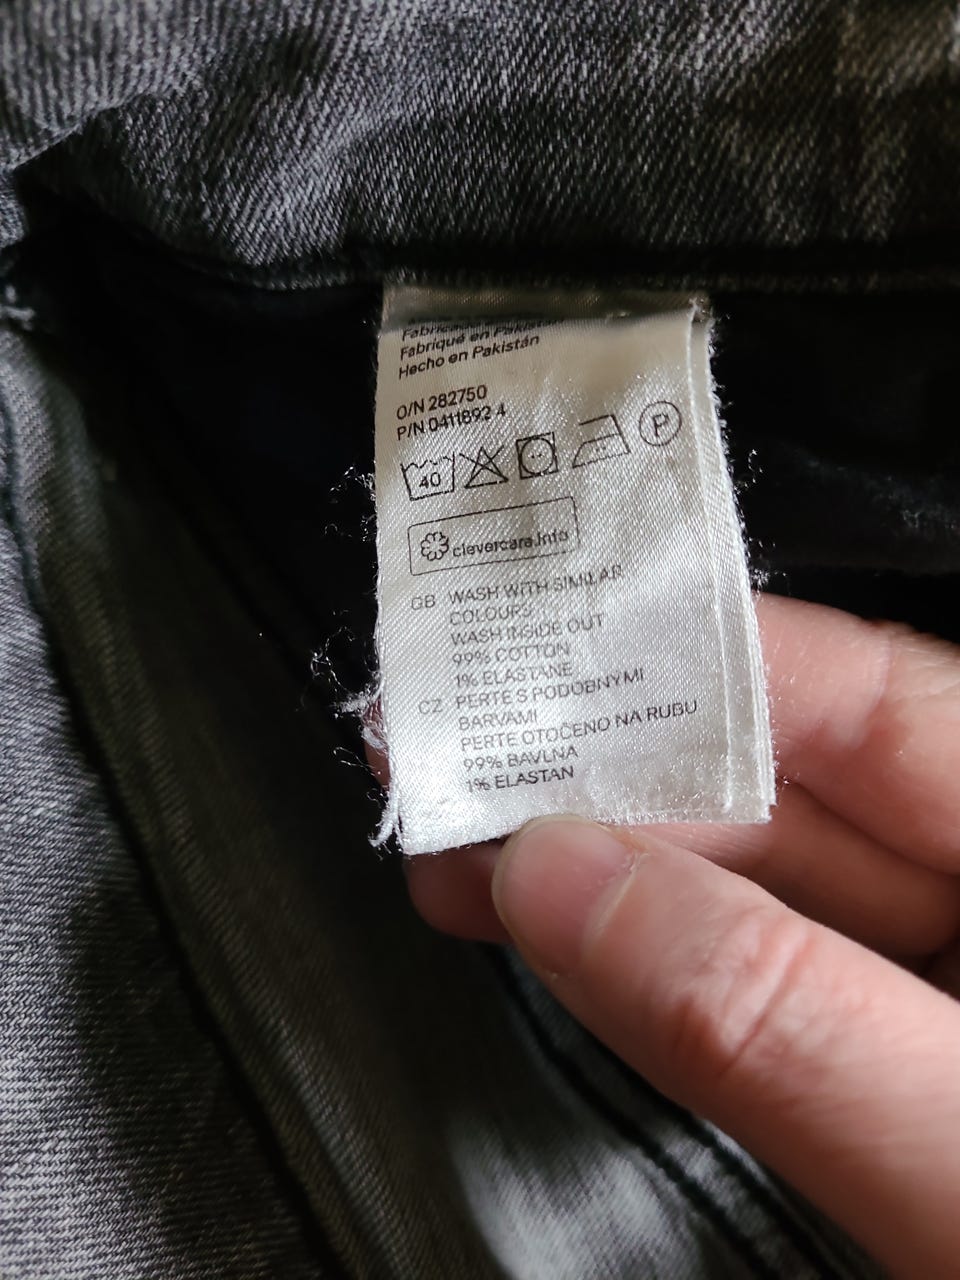 Fabriqué en Pakistan
Hecho en Pakistán
O/N 282750
P/N 0411892 4
40
P
clevercare.info
GB WASH WITH SIMILAR
COLOURS
WASH INSIDE OUT
99% COTTON
1% ELASTANE
CZ PERTE S PODOBNÝMI
BARVAMI
PERTE OTOČENO NA RUBU
99% BAVLNA
1% ELASTAN